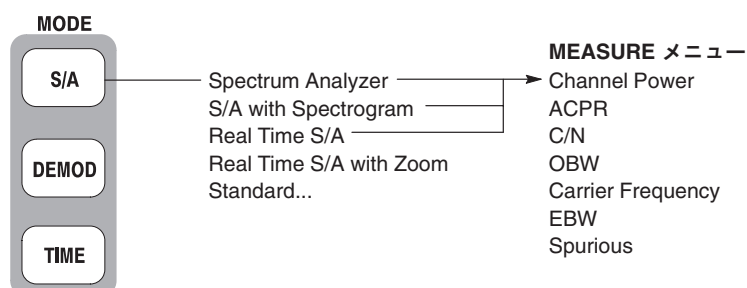 MODE
S/A
DEMOD
TIME
Spectrum Analyzer
S/A with Spectrogram
Real Time S/A
Real Time S/A with Zoom
Standard...
MEASURE メニュー
Channel Power
ACPR
C/N
OBW
Carrier Frequency
EBW
Spurious